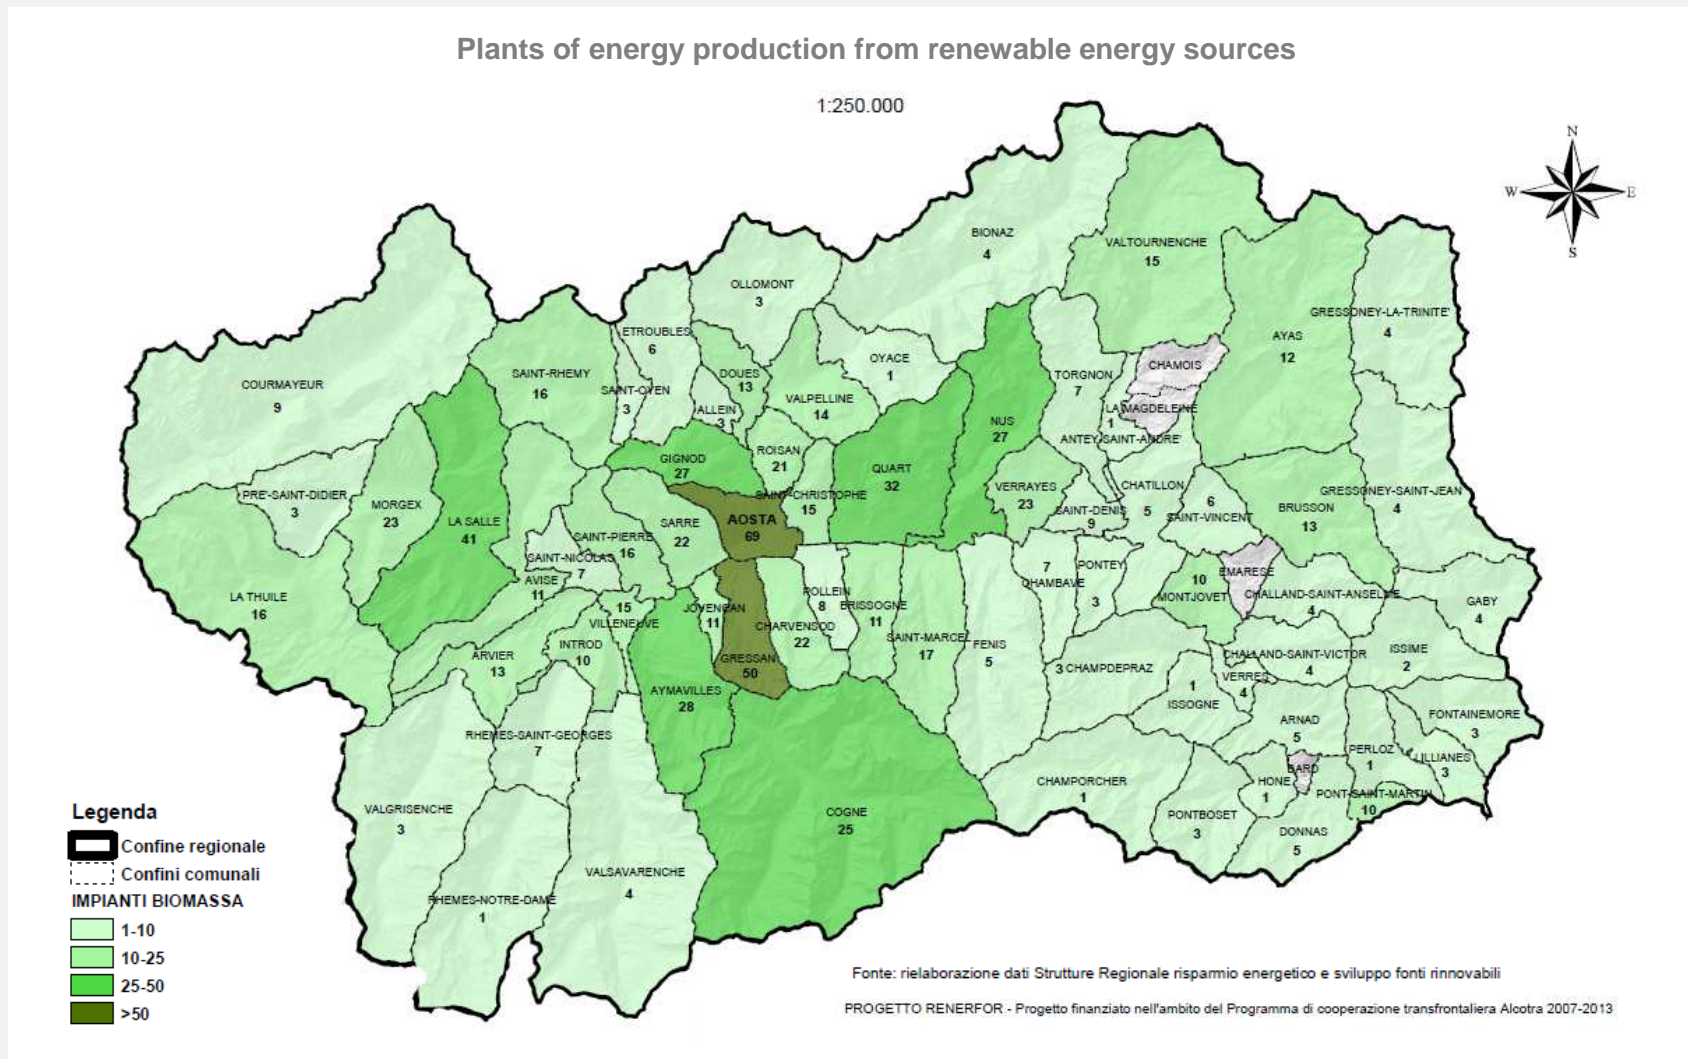 Plants of energy production from renewable energy sources
1:250.000
N
W
E
S
BIONAZ
4
VALTOURNENCHE
15
OLLOMONT
3
GRESSONEY-LA-TRINITE'
4
ETROUBLES
6
AYAS
12
OYACE
1
CHAMOIS
COURMAYEUR
9
SAINT-RHEMY
16
SAINT-OYEN
3
DOUES
13
TORGNON
7
ALLEIN
3
VALPELLINE
14
LA MAGDELEINE
1
ANTEY-SAINT-ANDRE'
NUS
27
GIGNOD
27
ROISAN
21
QUART
32
PRE'-SAINT-DIDIER
3
MORGEX
23
LA SALLE
41
SAINT-CHRISTOPHE
15
VERRAYES
23
CHATILLON
5
6
SAINT-VINCENT
GRESSONEY-SAINT-JEAN
4
BRUSSON
13
SARRE
22
AOSTA
69
SAINT-DENIS
9
SAINT-PIERRE
16
SAINT-NICOLAS
7
AVISE
11
7
CHAMBAVE
PONTEY
3
10
MONTJOVET
EMARESE
CHALLAND-SAINT-ANSELME
4
GABY
4
LA THUILE
16
15
VILLENEUVE
JOVENCAN
11
POLLEIN
8
BRISSOGNE
11
CHARVENSOD
22
SAINT-MARCEL
17
FENIS
5
INTROD
10
ARVIER
13
GRESSAN
50
3 CHAMPDEPRAZ
CHALLAND-SAINT-VICTOR
4
ISSIME
2
AYMAVILLES
28
1
ISSOGNE
VERRES
4
RHEMES-SAINT-GEORGES
7
ARNAD
5
FONTAINEMORE
3
PERLOZ
1
LILLIANES
3
BARD
HONE
1
CHAMPORCHER
1
PONT-SAINT-MARTIN
10
VALGRISENCHE
3
COGNE
25
PONTBOSET
3
DONNAS
5
VALSAVARENCHE
4
RHEMES-NOTRE-DAME
1
Legenda
Confine regionale
Confini comunali
IMPIANTI BIOMASSA
1-10
10-25
25-50
>50
Fonte: rielaborazione dati Strutture Regionale risparmio energetico e sviluppo fonti rinnovabili
PROGETTO RENERFOR - Progetto finanziato nell'ambito del Programma di cooperazione transfrontaliera Alcotra 2007-2013